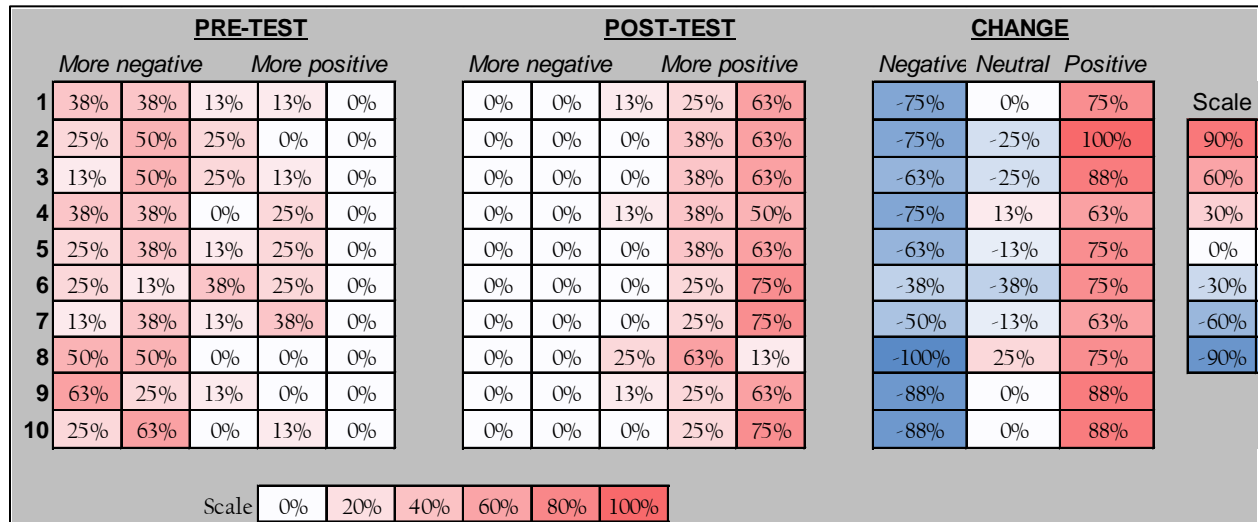 PRE-TEST POST-TEST CHANGE
More negative More positive More negative More positive Negative Neutral Positive
1 38% 38% 13% 13% 0% 0% 0% 13% 25% 63% -75% 0% 75% Scale
2 25% 50% 25% 0% 0% 0% 0% 0% 38% 63% -75% -25% 100% 90%
3 13% 50% 25% 13% 0% 0% 0% 0% 38% 63% -63% -25% 88% 60%
4 38% 38% 0% 25% 0% 0% 0% 13% 38% 50% -75% 13% 63% 30%
5 25% 38% 13% 25% 0% 0% 0% 0% 38% 63% -63% -13% 75% 0%
6 25% 13% 38% 25% 0% 0% 0% 0% 25% 75% -38% -38% 75% -30%
7 13% 38% 13% 38% 0% 0% 0% 0% 25% 75% -50% -13% 63% -60%
8 50% 50% 0% 0% 0% 0% 0% 25% 63% 13% -100% 25% 75% -90%
9 63% 25% 13% 0% 0% 0% 0% 13% 25% 63% -88% 0% 88%
10 25% 63% 0% 13% 0% 0% 0% 0% 25% 75% -88% 0% 88%
Scale 0% 20% 40% 60% 80% 100%